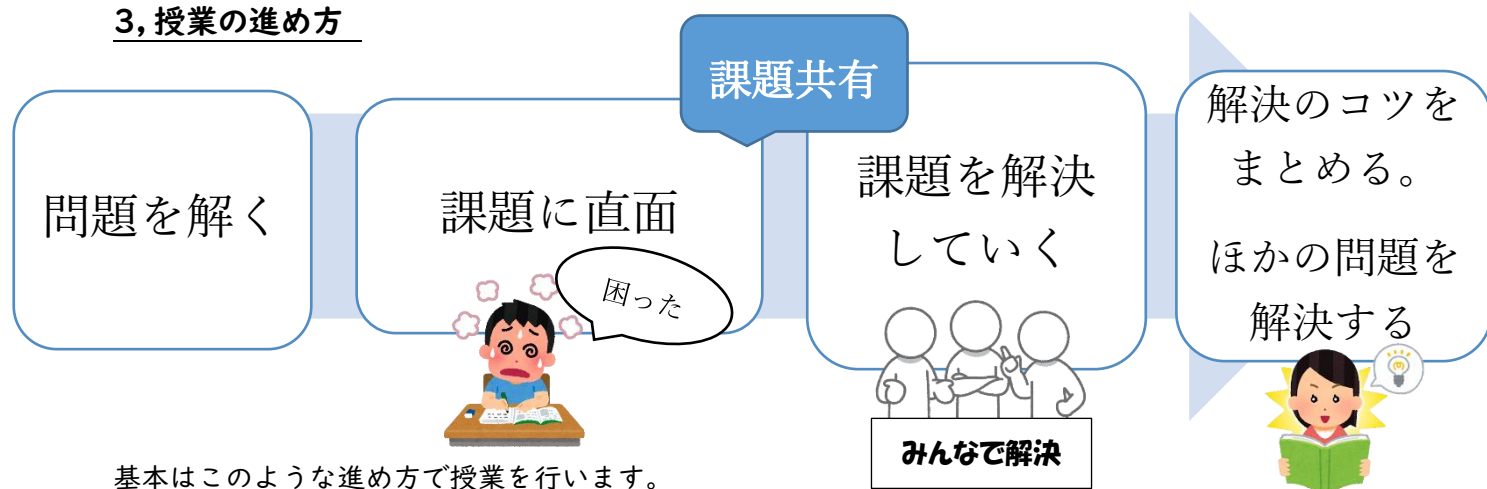 3,授業の進め方
問題を解く
課題に直面
困った
課題共有
課題を解決
していく
みんなで解決
解決のコツを
まとめる。
ほかの問題を
解決する
基本はこのような進め方で授業を行います。